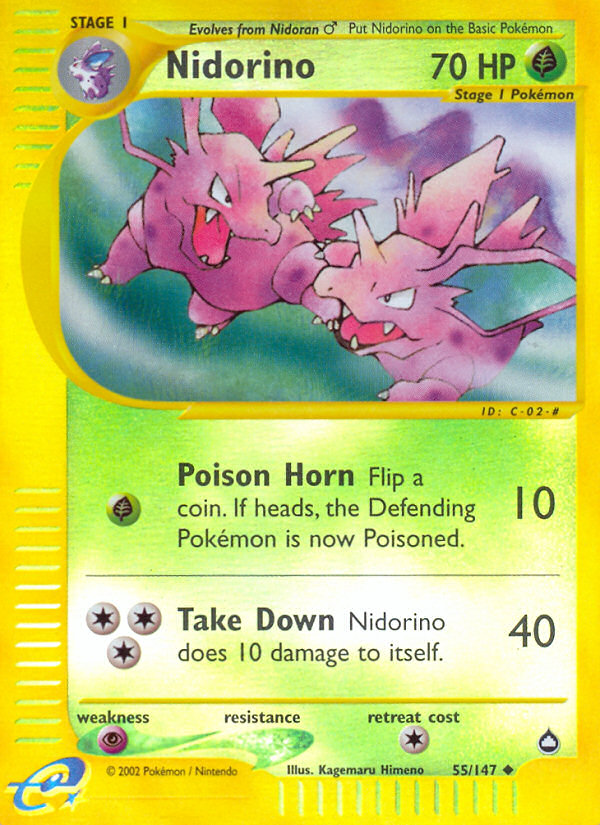 STAGE 1
Evolves from Nidoran ♂ Put Nidorino on the Basic Pokémon
Nidorino 70 HP
Stage 1 Pokémon
ID: C-02-#
Poison Horn Flip a
coin. If heads, the Defending
Pokémon is now Poisoned.
10
Take Down Nidorino
does 10 damage to itself.
40
weakness resistance retreat cost
© 2002 Pokémon / Nintendo Illus. Kagemaru Himeno 55/147 ◆
e